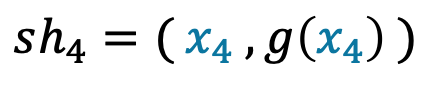 sh₄ = ( x₄ , g(x₄) )